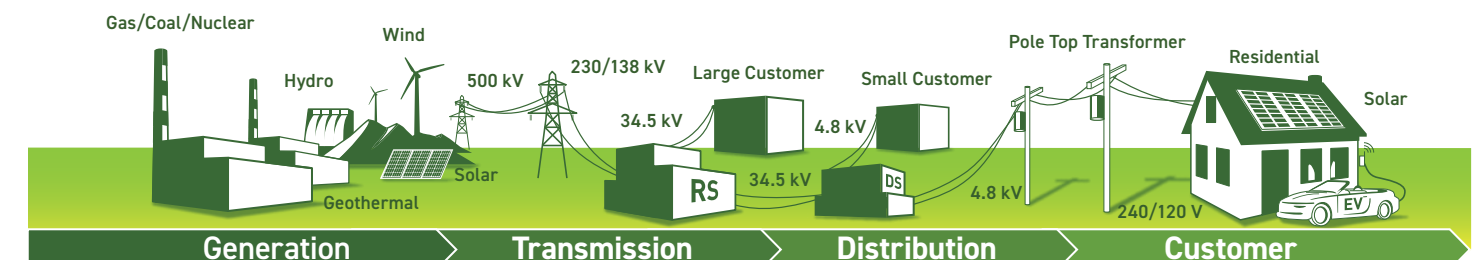 Gas/Coal/Nuclear
Wind
Hydro
Solar
Geothermal
500 kV
230/138 kV
Large Customer
34.5 kV
RS
34.5 kV
Small Customer
4.8 kV
DS
4.8 kV
Pole Top Transformer
240/120 V
Residential
Solar
EV
Generation
Transmission
Distribution
Customer